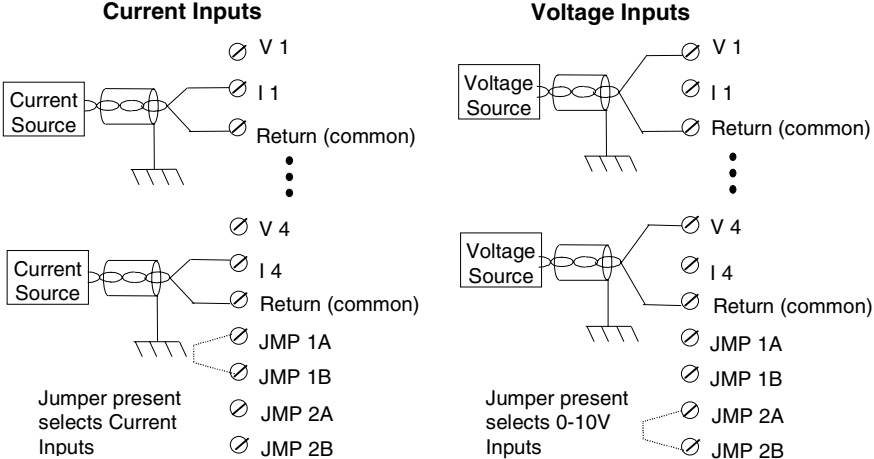 Current Inputs
V 1
I 1
Return (common)
Current
Source
V 4
I 4
Return (common)
Current
Source
JMP 1A
JMP 1B
JMP 2A
JMP 2B
Jumper present
selects Current
Inputs
Voltage Inputs
V 1
I 1
Return (common)
Voltage
Source
V 4
I 4
Return (common)
Voltage
Source
JMP 1A
JMP 1B
JMP 2A
JMP 2B
Jumper present
selects 0-10V
Inputs